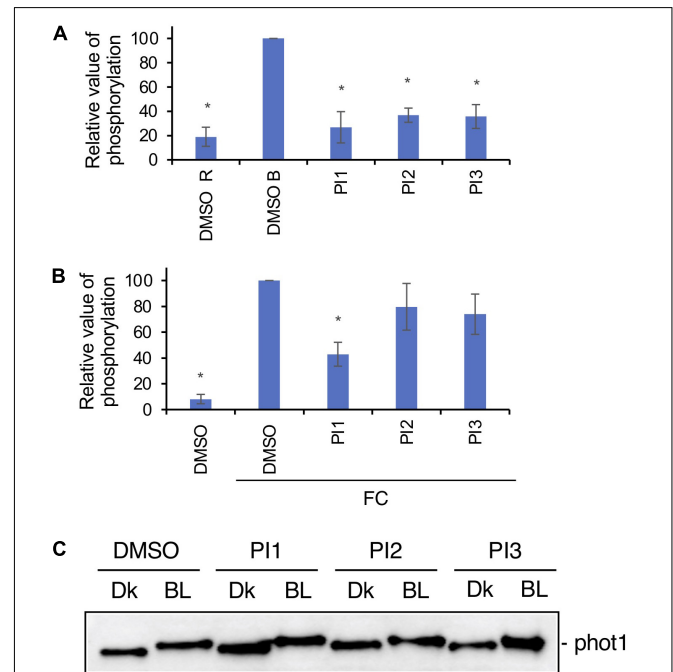 A
Relative value of
phosphorylation
100
80
60
40
20
0
* * * *
DMSO R
DMSO B
PI1
PI2
PI3
B
Relative value of
phosphorylation
100
80
60
40
20
0
* *
DMSO
DMSO
PI1
PI2
PI3
FC
C
DMSO PI1 PI2 PI3
Dk BL Dk BL Dk BL Dk BL
- phot1